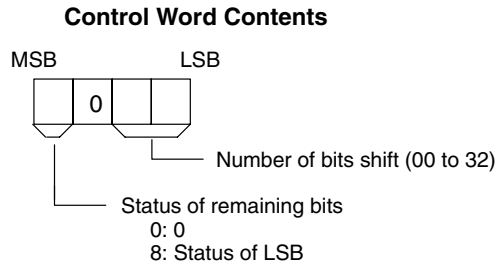 Control Word Contents
MSB LSB
0
Number of bits shift (00 to 32)
Status of remaining bits
0: 0
8: Status of LSB